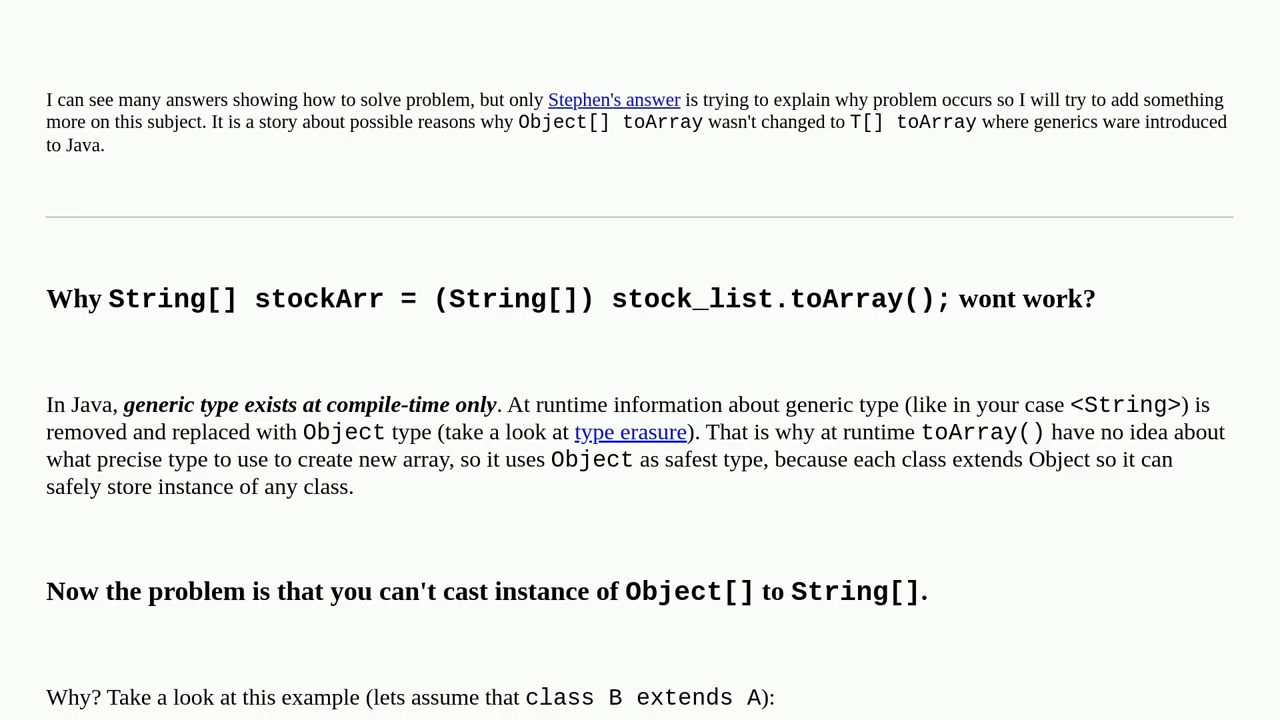 I can see many answers showing how to solve problem, but only Stephen's answer is trying to explain why problem occurs so I will try to add something
more on this subject. It is a story about possible reasons why Object[] toArray wasn't changed to T[] toArray where generics ware introduced
to Java.
Why String[] stockArr = (String[]) stock_list.toArray(); wont work?
In Java, generic type exists at compile-time only. At runtime information about generic type (like in your case <String>) is
removed and replaced with Object type (take a look at type erasure). That is why at runtime toArray() have no idea about
what precise type to use to create new array, so it uses Object as safest type, because each class extends Object so it can
safely store instance of any class.
Now the problem is that you can't cast instance of Object[] to String[].
Why? Take a look at this example (lets assume that class B extends A):